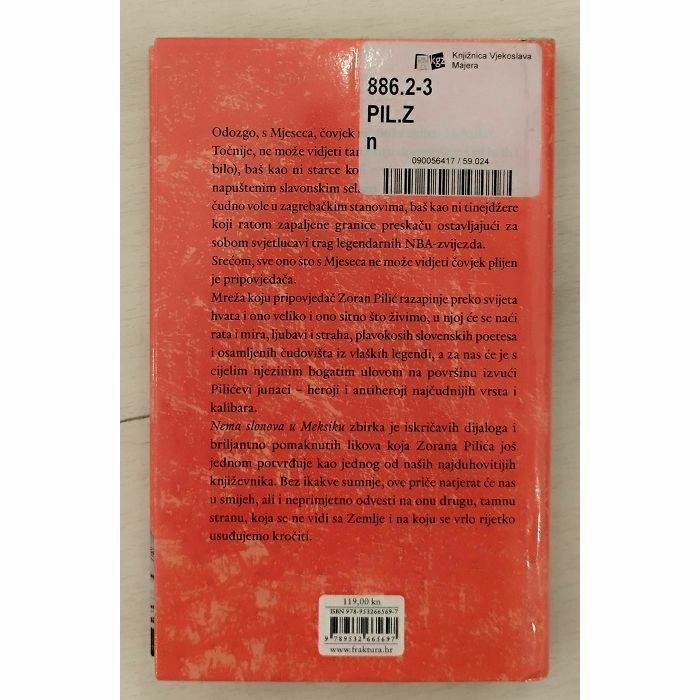 kgz
Knjižnica Vjekoslava
Majera
886.2-3
PIL.Z
n
090056417 / 59.024
Odozgo, s Mjeseca, čovjek
Točnije, ne može vidjeti
bilo), baš kao ni starce
napuštenim slavonskim
čudno vole u zagrebačkim stanovima, baš kao ni tinejdžere
koji ratom zapaljene granice preskaču ostavljajući za
sobom svjetlucavi trag legendarnih NBA-zvijezda.
Srećom, sve ono što s Mjeseca ne može vidjeti čovjek plijen
je pripovjedača.
Mreža koju pripovjedač Zoran Pilić razapinje preko svijeta
hvata i ono veliko i ono sitno što živimo, u njoj će se naći
rata i mira, ljubavi i straha, plavokosih slovenskih poetesa
i osamljenih čudovišta iz vlaških legendi, a za nas će je s
cijelim njezinim bogatim ulovom na površinu izvući
Pilićevi junaci – heroji i antiheroji najčudnijih vrsta i
kalibara.
Nema slonova u Meksiku zbirka je iskričavih dijaloga i
briljantno pomaknutih likova koja Zorana Pilića još
jednom potvrđuje kao jednog od naših najduhovitijih
književnika. Bez ikakve sumnje, ove priče natjerat će nas
u smijeh, ali i neprimjetno odvesti na onu drugu, tamnu
stranu, koja se ne vidi sa Zemlje i na koju se vrlo rijetko
usuđujemo kročiti.
119,00 kn
ISBN 978-953266569-7
9 789532 665697
www.fraktura.hr